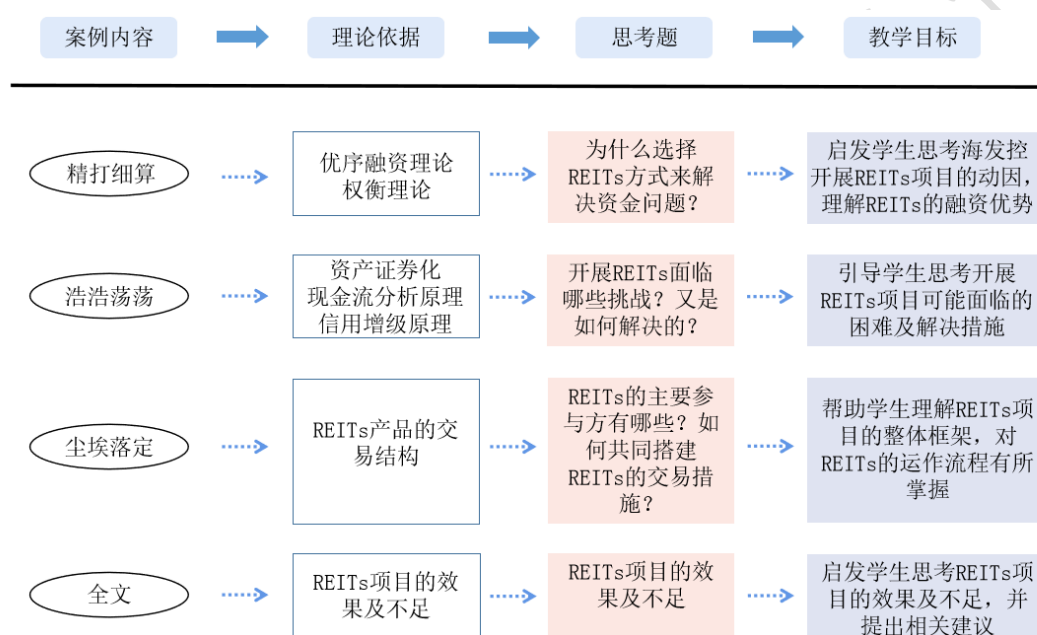 案例内容
理论依据
思考题
教学目标
精打细算
优序融资理论
权衡理论
为什么选择
REITs方式来解
决资金问题？
启发学生思考海发控
开展REITs项目的动因，
理解REITs的融资优势
浩浩荡荡
资产证券化
现金流分析原理
信用增级原理
开展REITs面临
哪些挑战？又是
如何解决的？
引导学生思考开展
REITs项目可能面临的
困难及解决措施
尘埃落定
REITs产品的交
易结构
REITs的主要参
与方有哪些？如
何共同搭建
REITs的交易措
施？
帮助学生理解REITs项
目的整体框架，对
REITs的运作流程有所
掌握
全文
REITs项目的效
果及不足
REITs项目的效
果及不足
启发学生思考REITs项
目的效果及不足，并
提出相关建议